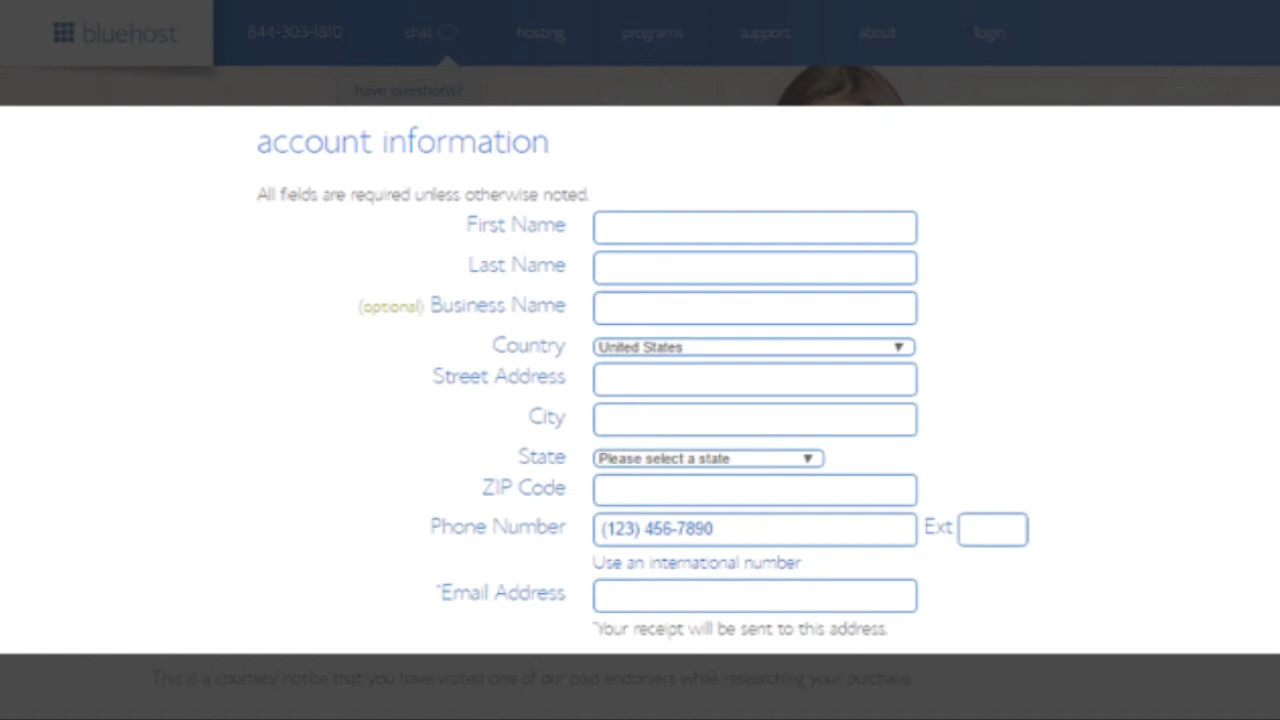 bluehost 844-303-1810 chat hosting programs support about login
have questions?
account information
All fields are required unless otherwise noted.
First Name
Last Name
(optional) Business Name
Country United States
Street Address
City
State Please select a state
ZIP Code
Phone Number (123) 456-7890 Ext
Use an international number
*Email Address
*Your receipt will be sent to this address.
This is a courtesy notice that you have visited one of our paid endorsers while researching your purchase.